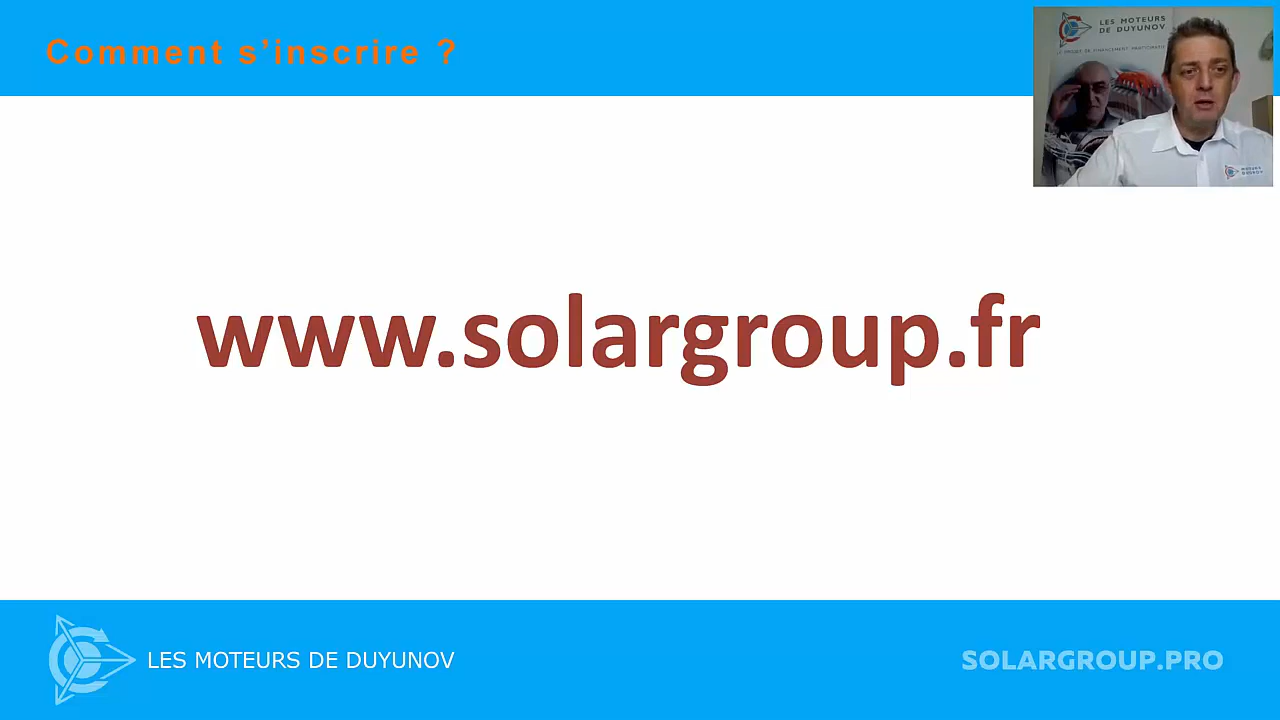 Comment s’inscrire ?
LES MOTEURS
DE DUYUNOV
www.solargroup.fr
LES MOTEURS DE DUYUNOV
SOLARGROUP.PRO